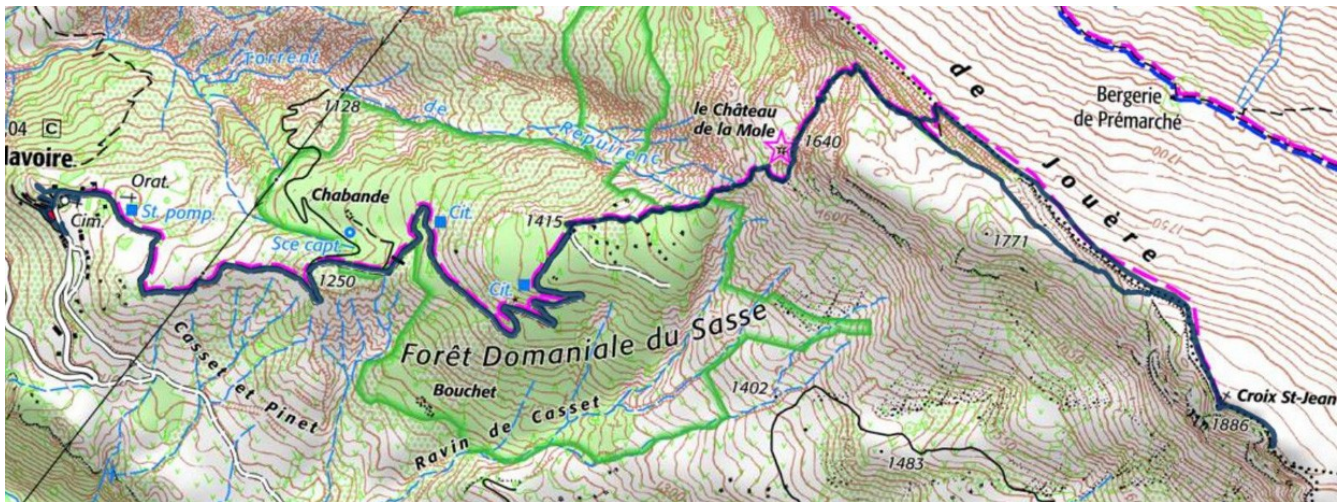 Torrent
de
Répuirenc
1128
04 C
lavoire
Orat.
St. pomp.
Cim.
Chabande
Sce capt.
Cit.
1415
1250
Cit.
le Château
de la Mole
1640
de
Jouère
Bergerie
de Prémarché
1700
1750
1600
1771
Casset et Pinet
Forêt Domaniale du Sasse
Bouchet
Ravin de Casset
1402
1483
Croix St-Jean
1886